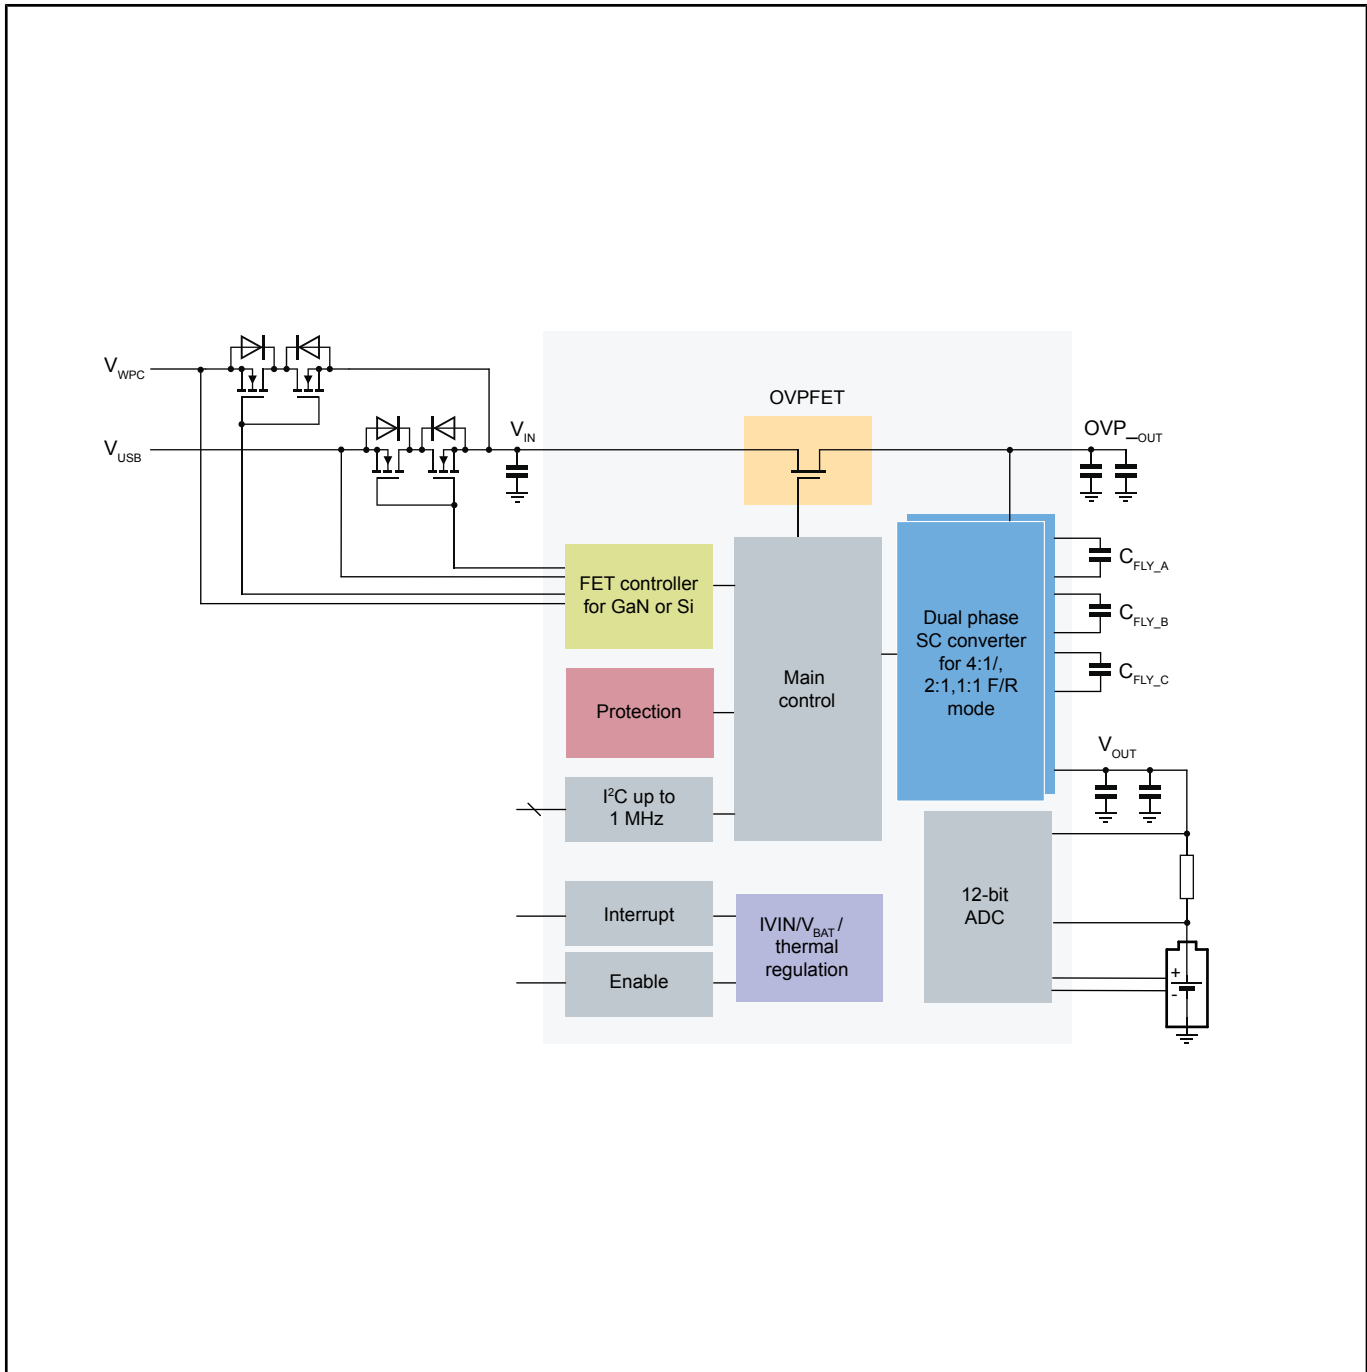 V_WPC
V_USB
V_IN
OVPFET
OVP_OUT
FET controller
for GaN or Si
Protection
I²C up to
1 MHz
Interrupt
Enable
Main
control
IVIN/V_BAT/
thermal
regulation
Dual phase
SC converter
for 4:1/,
2:1,1:1 F/R
mode
12-bit
ADC
C_FLY_A
C_FLY_B
C_FLY_C
V_OUT
+
-